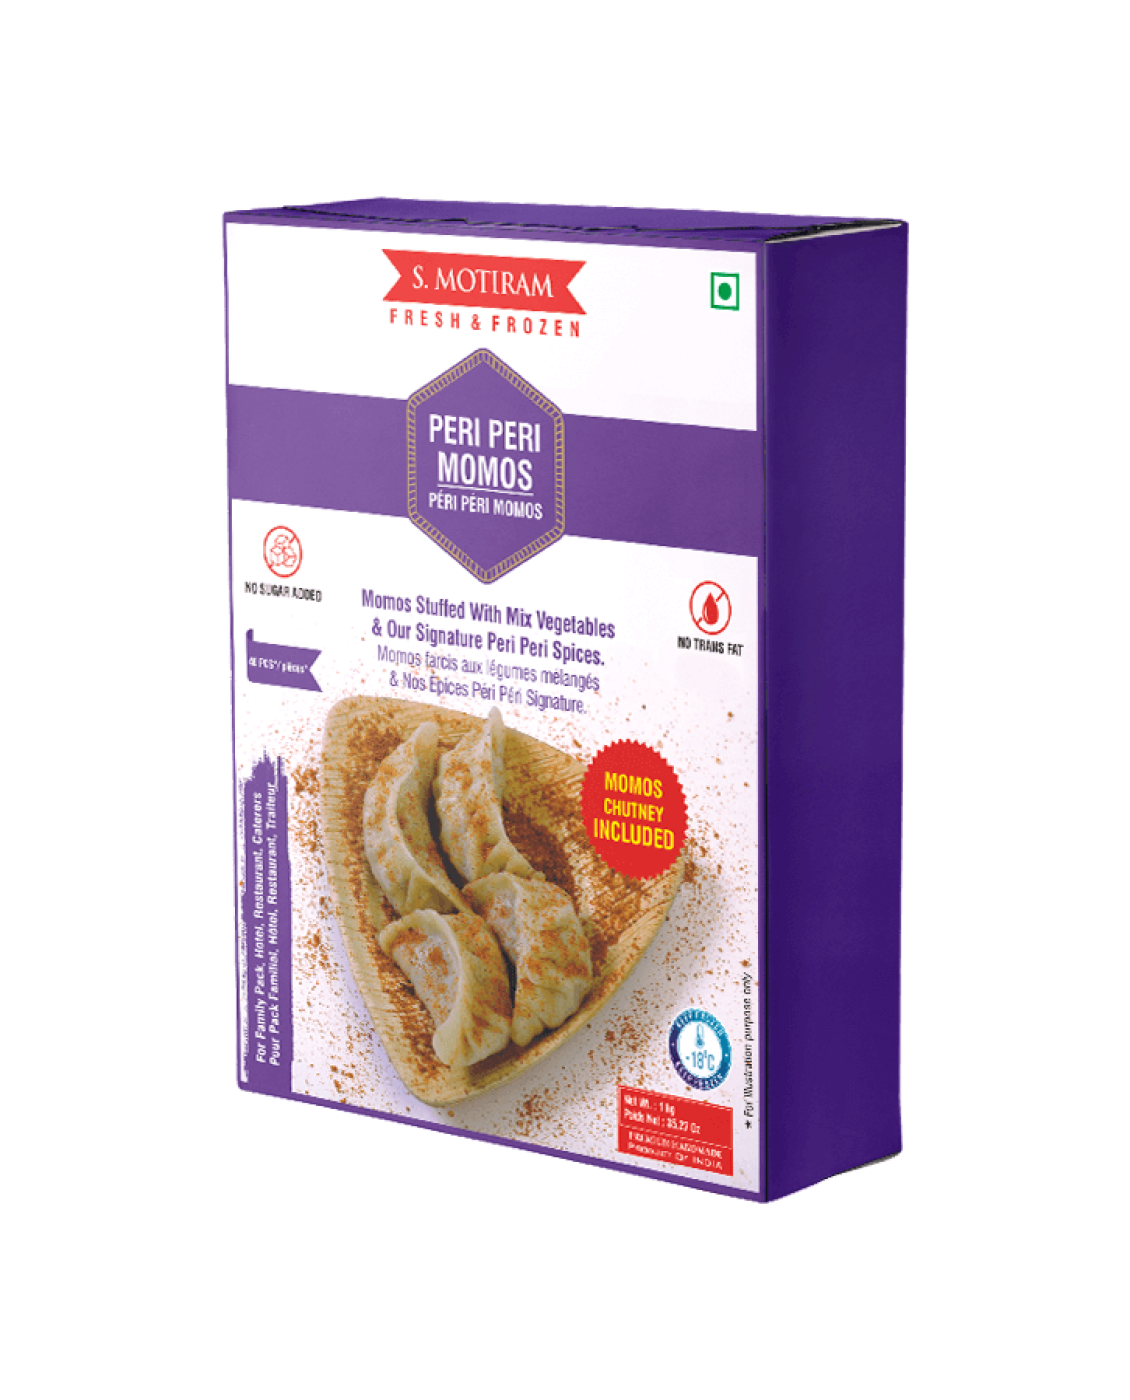 S. MOTIRAM
FRESH & FROZEN
PERI PERI
MOMOS
PÉRI PÉRI MOMOS
NO SUGAR ADDED
NO TRANS FAT
Momos Stuffed With Mix Vegetables
& Our Signature Peri Peri Spices.
Momos farcis aux légumes mélangés
& Nos Épices Péri Péri Signature.
PCS*/ pièces*
MOMOS
CHUTNEY
INCLUDED
For Family Pack, Hotel, Restaurant, Caterers
Pour Pack Familial, Hôtel, Restaurant, Traiteur
-18°C
* For illustration purpose only
Net Wt. : 1 kg
Poids Net : 35.27 Oz
PRODUIT OF INDIA